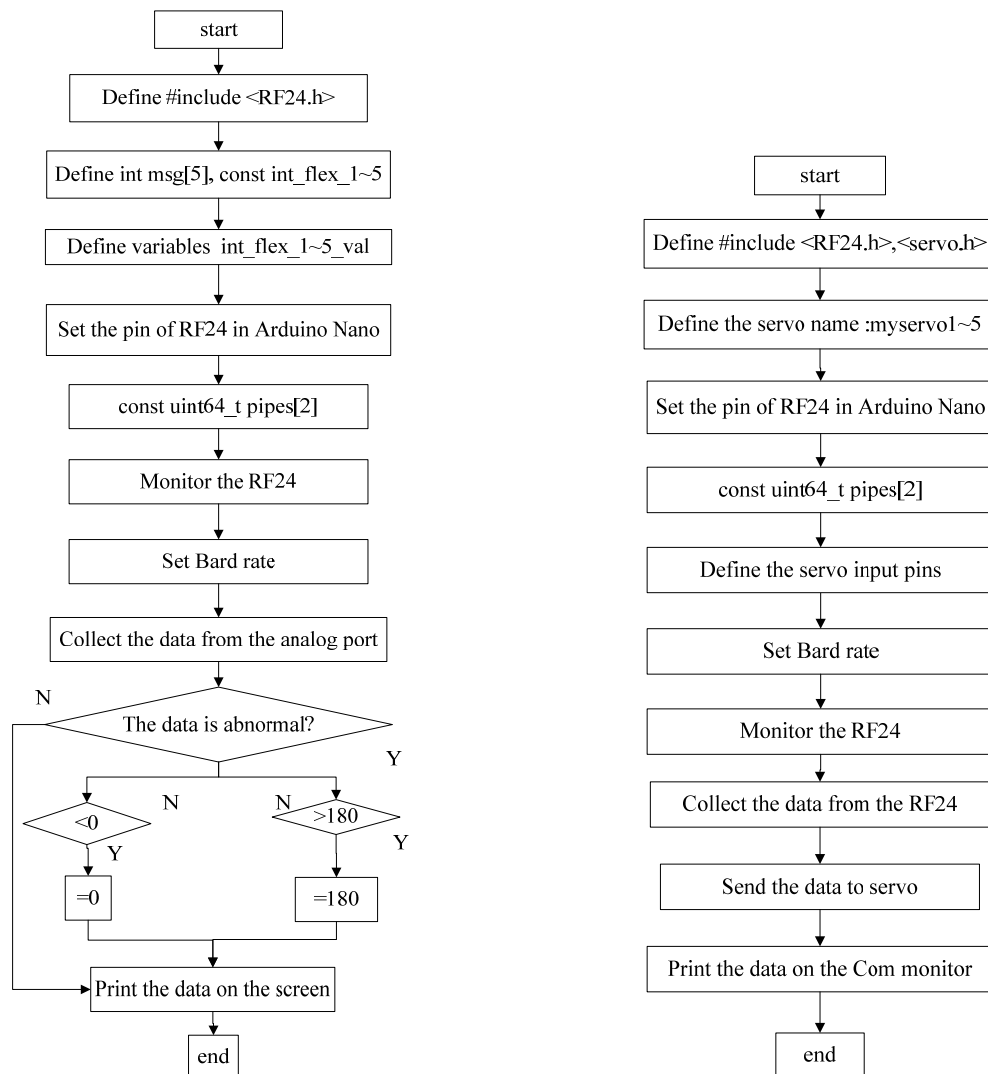 start
Define #include <RF24.h>
Define int msg[5], const int_flex_1~5
Define variables int_flex_1~5_val
Set the pin of RF24 in Arduino Nano
const uint64_t pipes[2]
Monitor the RF24
Set Bard rate
Collect the data from the analog port
N
The data is abnormal?
Y
<0
N
N
>180
Y
Y
=0
=180
Print the data on the screen
end
start
Define #include <RF24.h>,<servo.h>
Define the servo name :myservo1~5
Set the pin of RF24 in Arduino Nano
const uint64_t pipes[2]
Define the servo input pins
Set Bard rate
Monitor the RF24
Collect the data from the RF24
Send the data to servo
Print the data on the Com monitor
end